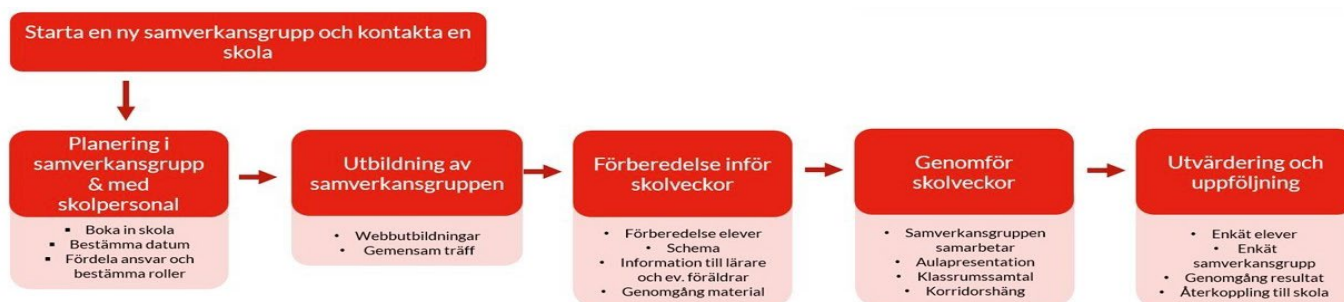 Starta en ny samverkansgrupp och kontakta en
skola
Planering i
samverkansgrupp
& med
skolpersonal
▪ Boka in skola
▪ Bestämma datum
▪ Fördela ansvar och
bestämma roller
Utbildning av
samverkansgruppen
• Webbutbildningar
• Gemensam träff
Förberedelse inför
skolveckor
• Förberedelse elever
• Schema
• Information till lärare
och ev. föräldrar
• Genomgång material
Genomför
skolveckor
• Samverkansgruppen
samarbetar
• Aulapresentation
• Klassrumssamtal
• Korridorshäng
Utvärdering och
uppföljning
• Enkät elever
• Enkät
samverkansgrupp
• Genomgång resultat
• Återkoppling till skola